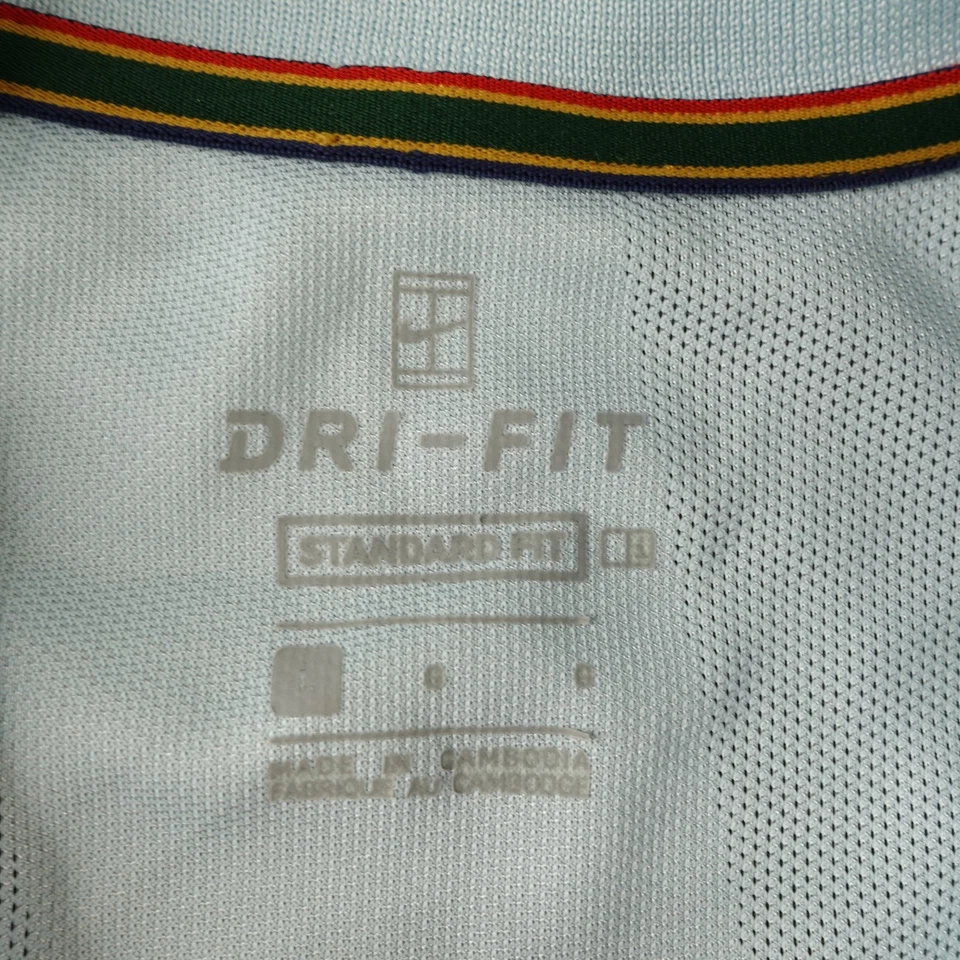 DRI-FIT
STANDARD FIT
L G G
MADE IN CAMBODIA
FABRIQUÉ AU CAMBODGE